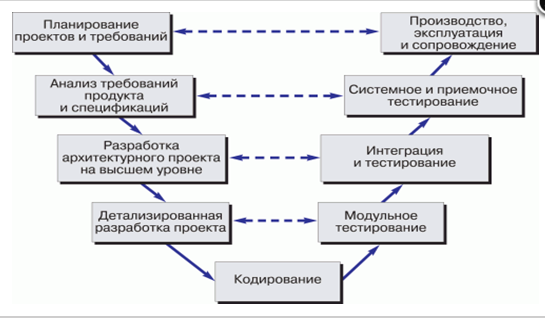 Планирование
проектов и требований
Производство,
эксплуатация
и сопровождение
Анализ требований
продукта
и спецификаций
Системное и приемочное
тестирование
Разработка
архитектурного проекта
на высшем уровне
Интеграция
и тестирование
Детализированная
разработка проекта
Модульное
тестирование
Кодирование